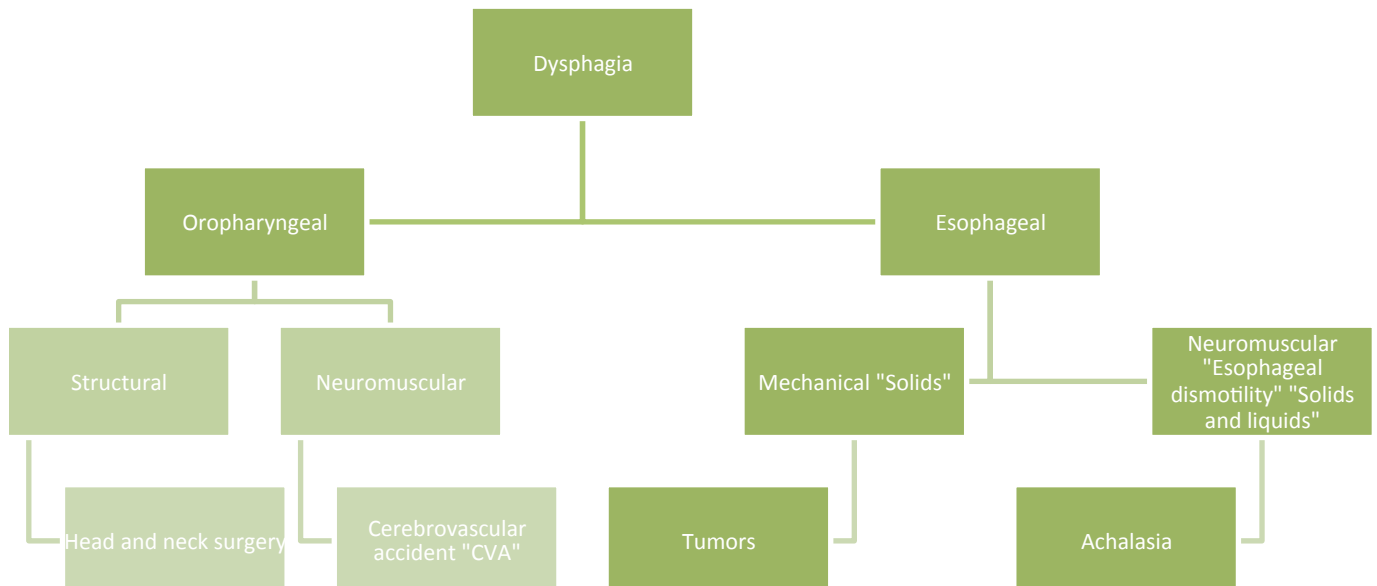 Dysphagia
Oropharyngeal
Esophageal
Structural
Neuromuscular
Mechanical "Solids"
Neuromuscular
"Esophageal
dismotility" "Solids
and liquids"
Head and neck surgery
Cerebrovascular
accident "CVA"
Tumors
Achalasia